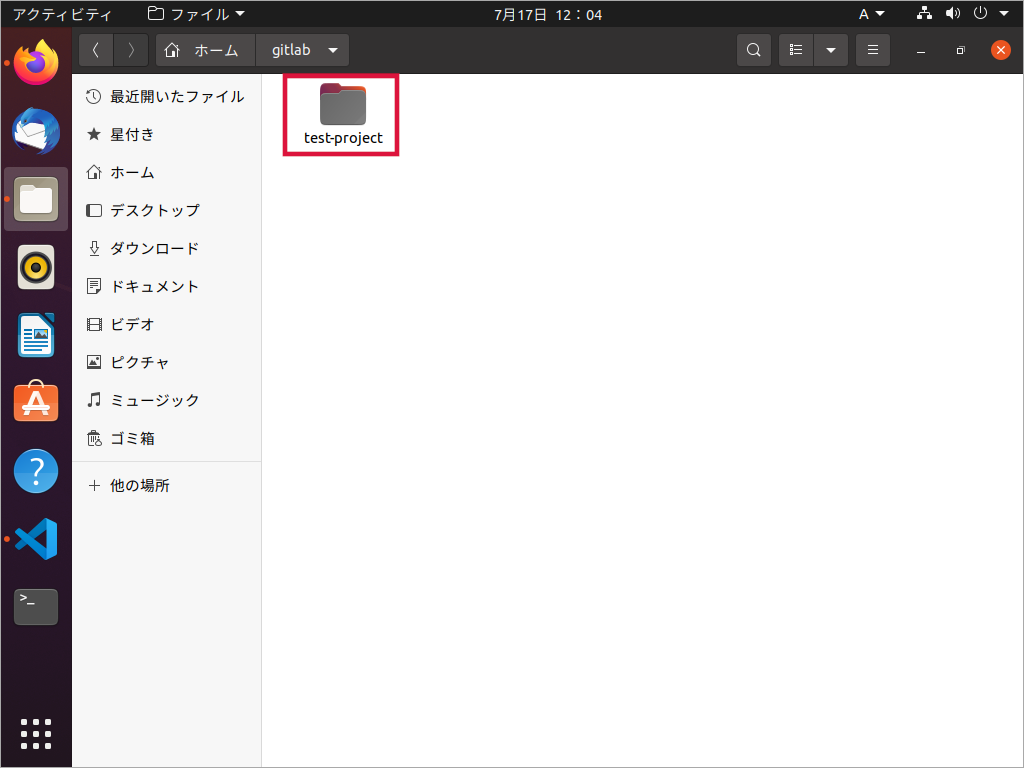 アクティビティ ファイル 7月17日 12：04 A
ホーム gitlab
最近開いたファイル
星付き
ホーム
デスクトップ
ダウンロード
ドキュメント
ビデオ
ピクチャ
ミュージック
ゴミ箱
他の場所
test-project
A
?
>_